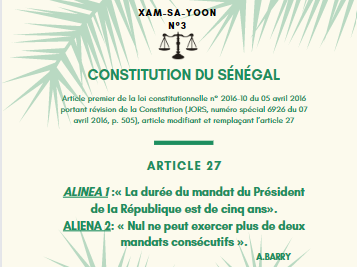 XAM-SA-YOON
N°3
CONSTITUTION DU SÉNÉGAL
Article premier de la loi constitutionnelle n° 2016-10 du 05 avril 2016
portant révision de la Constitution (JORS, numéro spécial 6926 du 07
avril 2016, p. 505), article modifiant et remplaçant l'article 27
ARTICLE 27
ALINEA 1 :« La durée du mandat du Président
de la République est de cinq ans».
ALIENA 2: « Nul ne peut exercer plus de deux
mandats consécutifs ».
A.BARRY